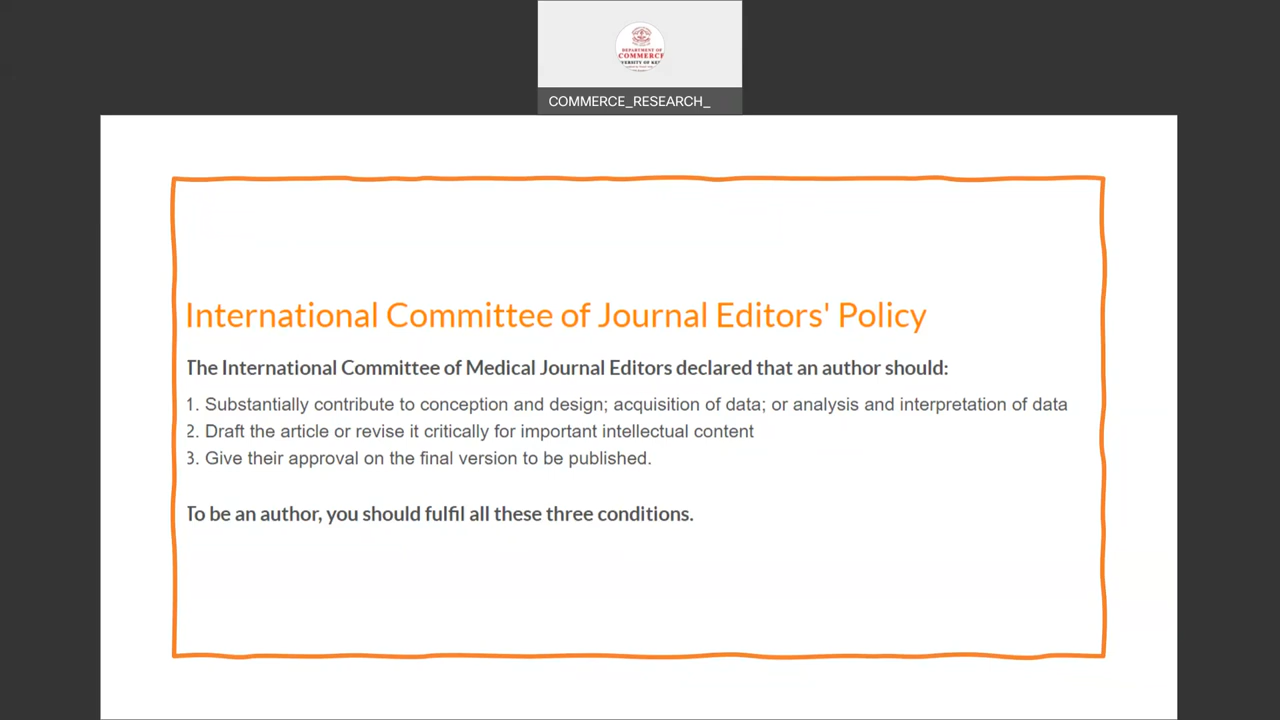 DEPARTMENT OF
COMMERCE
COMMERCE_RESEARCH_
International Committee of Journal Editors' Policy
The International Committee of Medical Journal Editors declared that an author should:
1. Substantially contribute to conception and design; acquisition of data; or analysis and interpretation of data
2. Draft the article or revise it critically for important intellectual content
3. Give their approval on the final version to be published.
To be an author, you should fulfil all these three conditions.